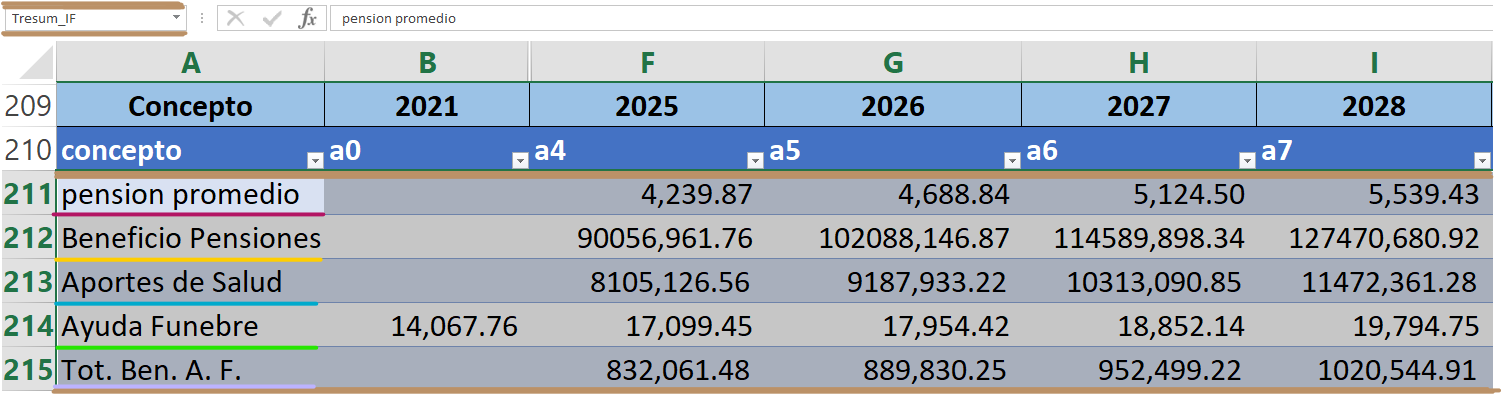 Tresum_IF fx pension promedio
A B F G H I
209 Concepto 2021 2025 2026 2027 2028
210 concepto a0 a4 a5 a6 a7
211 pension promedio 4,239.87 4,688.84 5,124.50 5,539.43
212 Beneficio Pensiones 90056,961.76 102088,146.87 114589,898.34 127470,680.92
213 Aportes de Salud 8105,126.56 9187,933.22 10313,090.85 11472,361.28
214 Ayuda Funebre 14,067.76 17,099.45 17,954.42 18,852.14 19,794.75
215 Tot. Ben. A. F. 832,061.48 889,830.25 952,499.22 1020,544.91